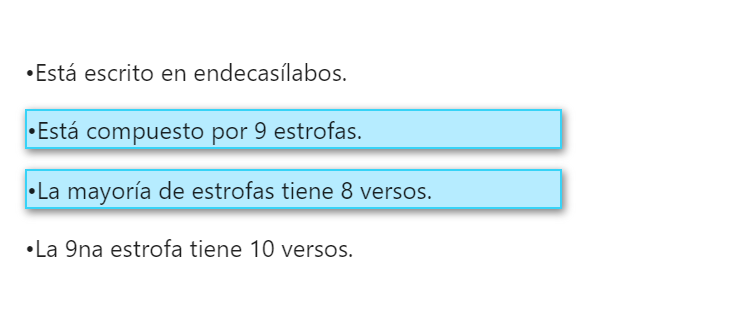 •Está escrito en endecasílabos.
•Está compuesto por 9 estrofas.
•La mayoría de estrofas tiene 8 versos.
•La 9na estrofa tiene 10 versos.